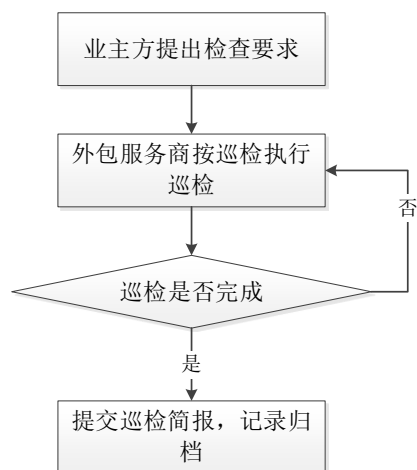 业主方提出检查要求
外包服务商按巡检执行
巡检
否
巡检是否完成
是
提交巡检简报，记录归
档